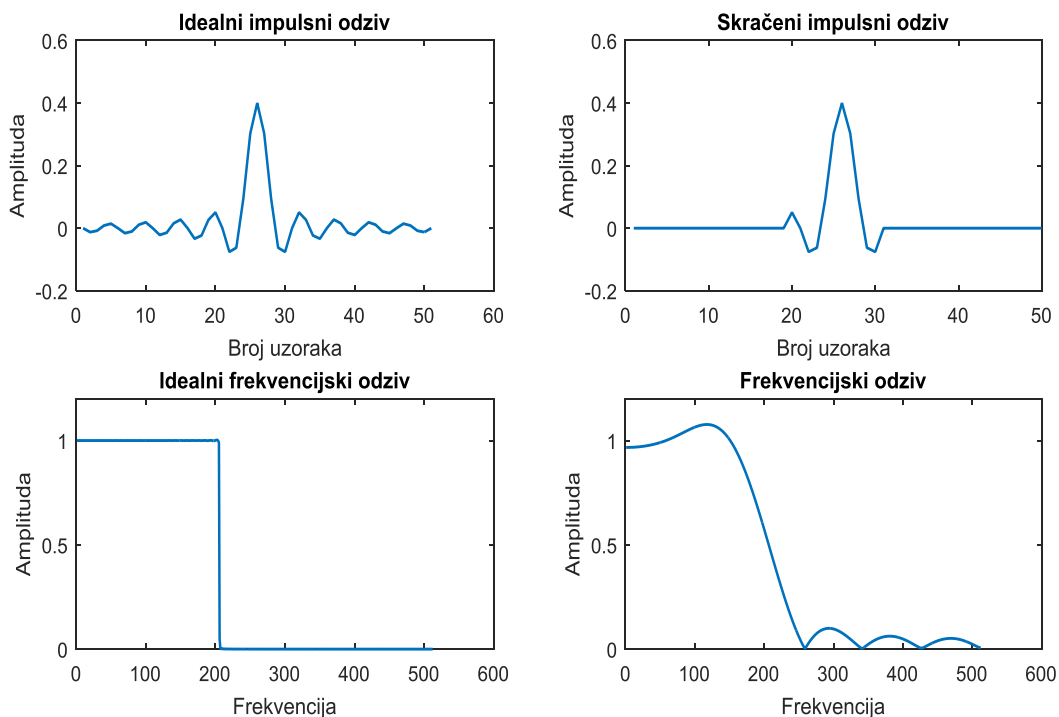 Idealni impulsni odziv
Amplituda
0.6
0.4
0.2
0
-0.2
0 10 20 30 40 50 60
Broj uzoraka
Skračeni impulsni odziv
Amplituda
0.6
0.4
0.2
0
-0.2
0 10 20 30 40 50
Broj uzoraka
Idealni frekvencijski odziv
Amplituda
1
0.5
0
0 100 200 300 400 500 600
Frekvencija
Frekvencijski odziv
Amplituda
1
0.5
0
0 100 200 300 400 500 600
Frekvencija